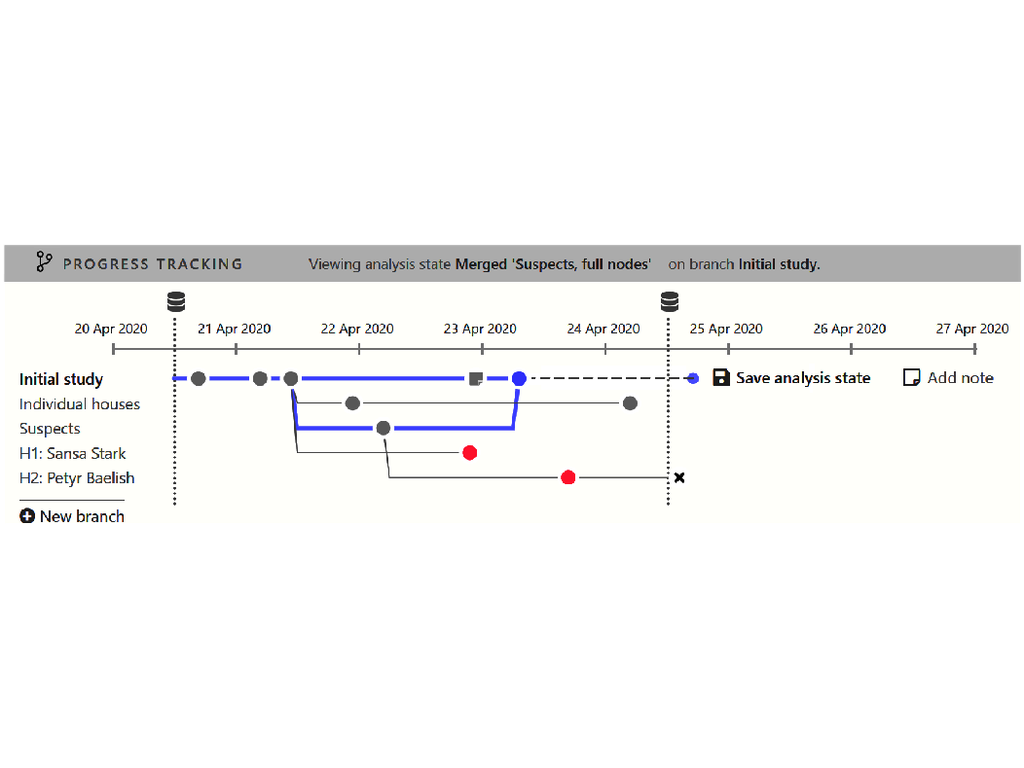 PROGRESS TRACKING Viewing analysis state Merged 'Suspects, full nodes' on branch Initial study.
20 Apr 2020 21 Apr 2020 22 Apr 2020 23 Apr 2020 24 Apr 2020 25 Apr 2020 26 Apr 2020 27 Apr 2020
Initial study Save analysis state Add note
Individual houses
Suspects
H1: Sansa Stark
H2: Petyr Baelish
New branch